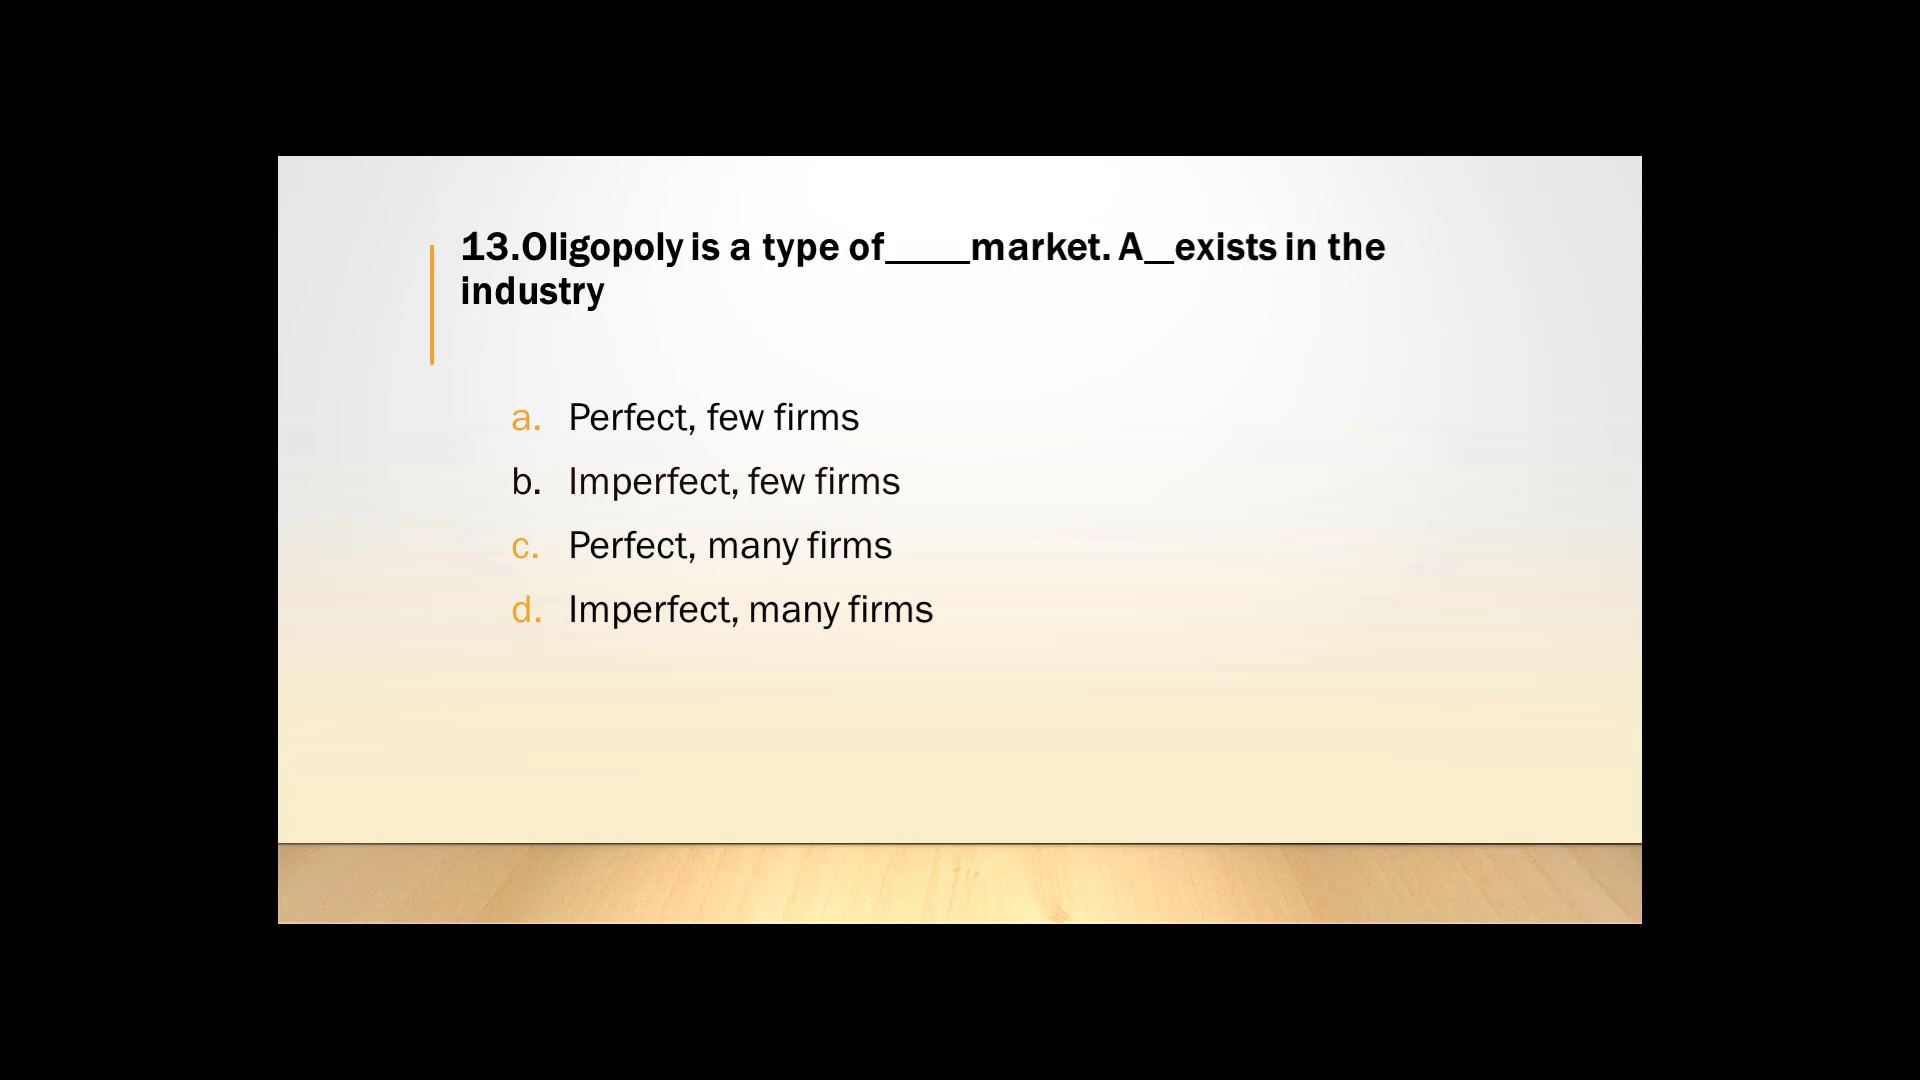 13.Oligopoly is a type of____market. A_exists in the
industry
a. Perfect, few firms
b. Imperfect, few firms
c. Perfect, many firms
d. Imperfect, many firms